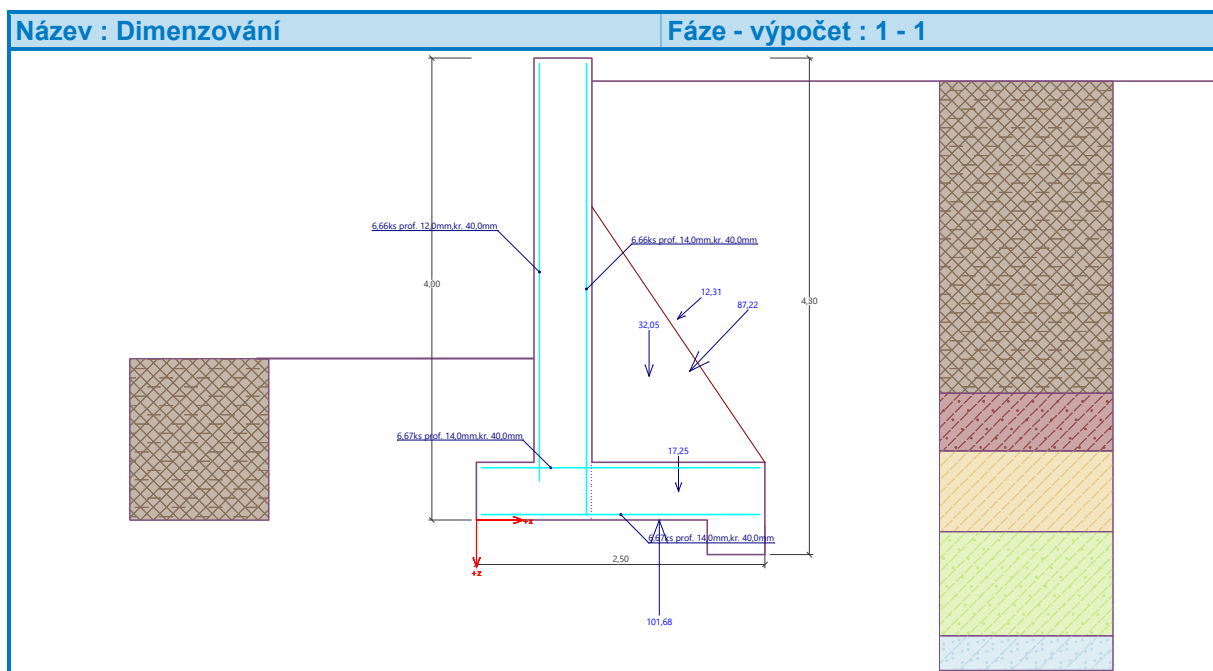 Název : Dimenzování
Fáze - výpočet : 1 - 1
6,66ks prof. 12,0mm,kr. 40,0mm
6,66ks prof. 14,0mm,kr. 40,0mm
4,00
12,31
4,30
87,22
32,05
6,67ks prof. 14,0mm,kr. 40,0mm
17,25
+x
6,67ks prof. 14,0mm,kr. 40,0mm
2,50
+z
101,68